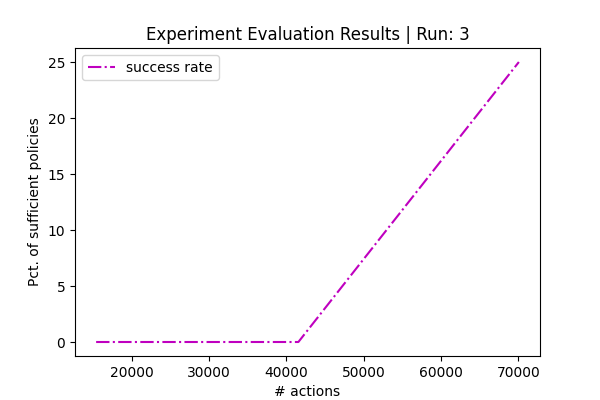 Experiment Evaluation Results | Run: 3
success rate
Pct. of sufficient policies
25
20
15
10
5
0
20000 30000 40000 50000 60000 70000
# actions